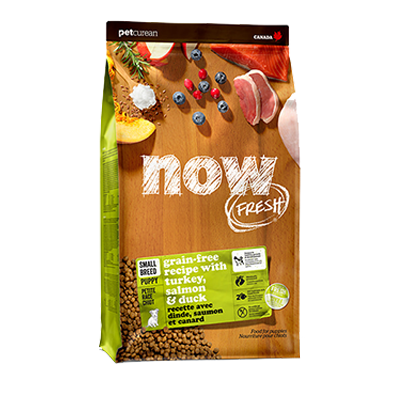 petcurean
CANADA
now
FRESH
SMALL
BREED
PUPPY
PETITE
RACE
CHIOT
grain-free
recipe with
turkey,
salmon
& duck
recette avec
dinde, saumon
et canard
Food for puppies
Nourriture pour chiots